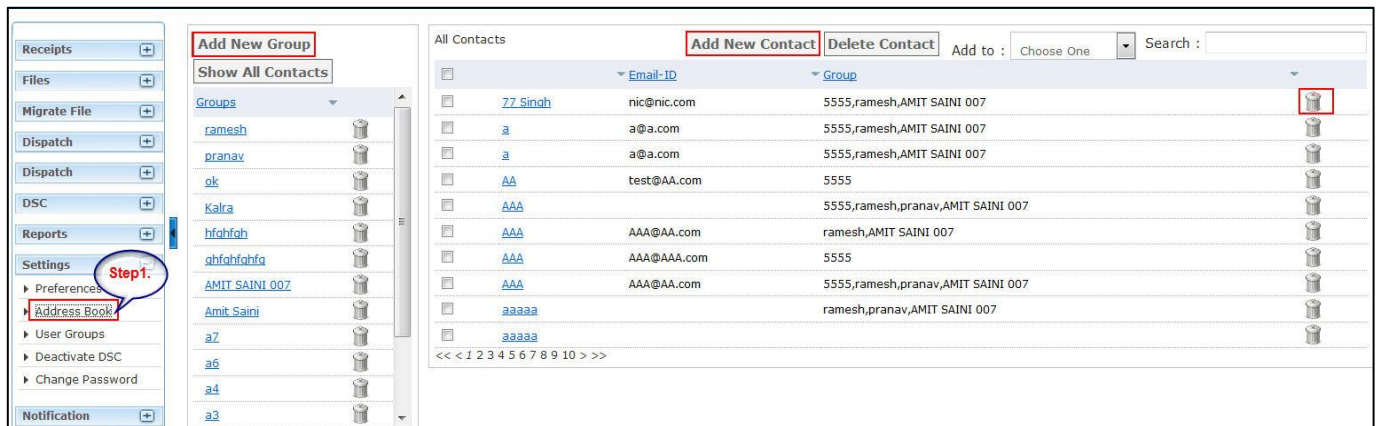 Receipts
Files
Migrate File
Dispatch
Dispatch
DSC
Reports
Settings
Step1.
Preferences
Address Book
User Groups
Deactivate DSC
Change Password
Notification
Add New Group
Show All Contacts
Groups
ramesh
pranav
ok
Kalra
hfghfgh
ghfghfghfg
AMIT SAINI 007
Amit Saini
a7
a6
a4
a3
All Contacts Add New Contact Delete Contact Add to : Choose One Search :
Email-ID Group
77 Singh nic@nic.com 5555,ramesh,AMIT SAINI 007
a a@a.com 5555,ramesh,AMIT SAINI 007
a a@a.com 5555,ramesh,AMIT SAINI 007
AA test@AA.com 5555
AAA 5555,ramesh,pranav,AMIT SAINI 007
AAA AAA@AA.com ramesh,AMIT SAINI 007
AAA AAA@AAA.com 5555
AAA AAA@AA.com 5555,ramesh,pranav,AMIT SAINI 007
aaaaa ramesh,pranav,AMIT SAINI 007
aaaaa
<< < 1 2 3 4 5 6 7 8 9 10 > >>